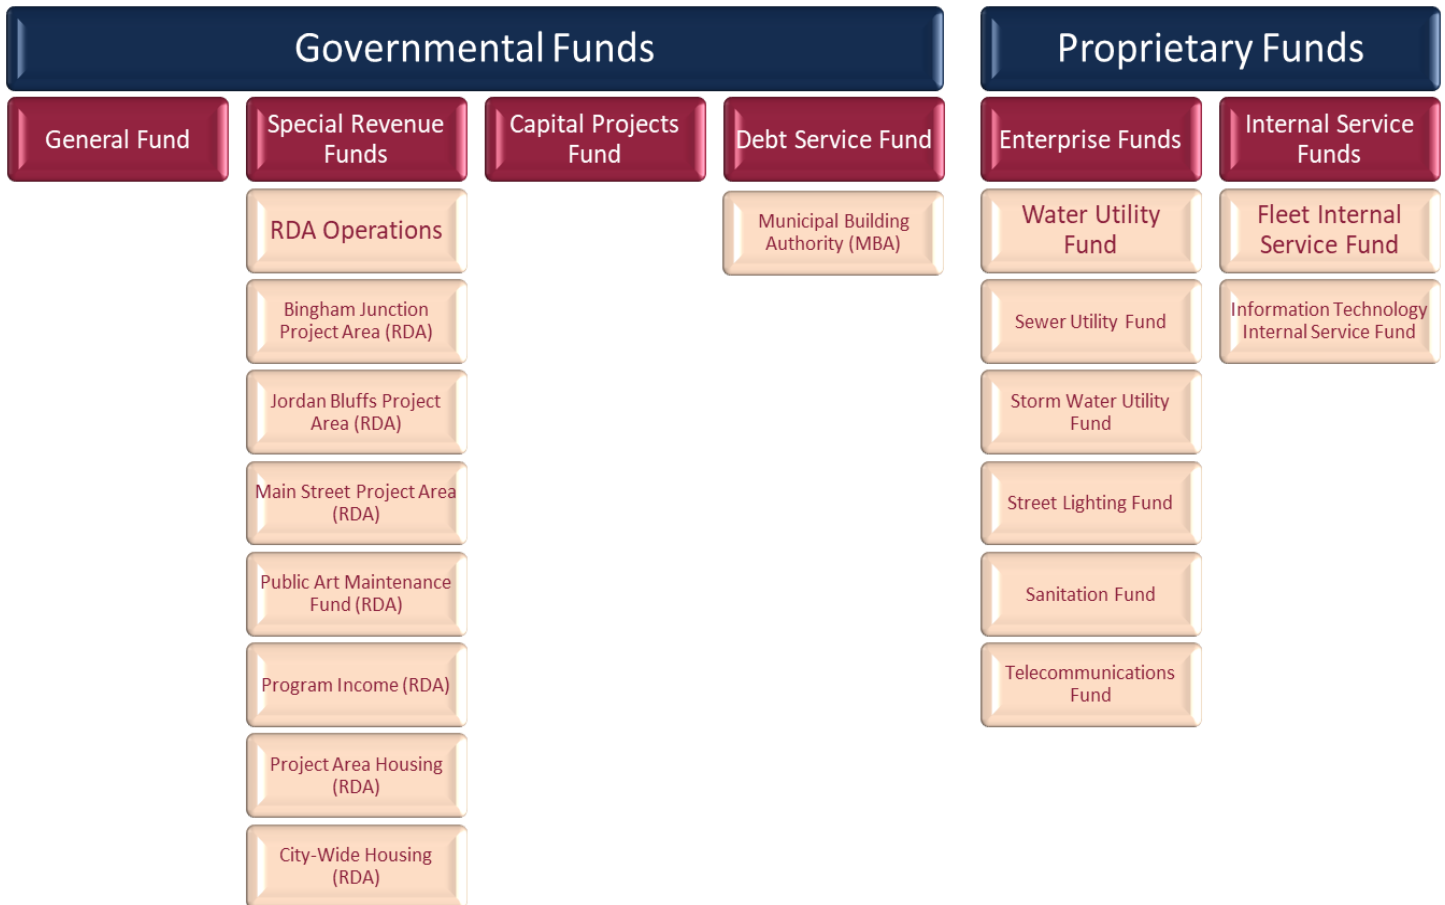 Governmental Funds
Proprietary Funds
General Fund
Special Revenue
Funds
Capital Projects
Fund
Debt Service Fund
Enterprise Funds
Internal Service
Funds
RDA Operations
Bingham Junction
Project Area (RDA)
Jordan Bluffs Project
Area (RDA)
Main Street Project Area
(RDA)
Public Art Maintenance
Fund (RDA)
Program Income (RDA)
Project Area Housing
(RDA)
City-Wide Housing
(RDA)
Municipal Building
Authority (MBA)
Water Utility
Fund
Sewer Utility Fund
Storm Water Utility
Fund
Street Lighting Fund
Sanitation Fund
Telecommunications
Fund
Fleet Internal
Service Fund
Information Technology
Internal Service Fund